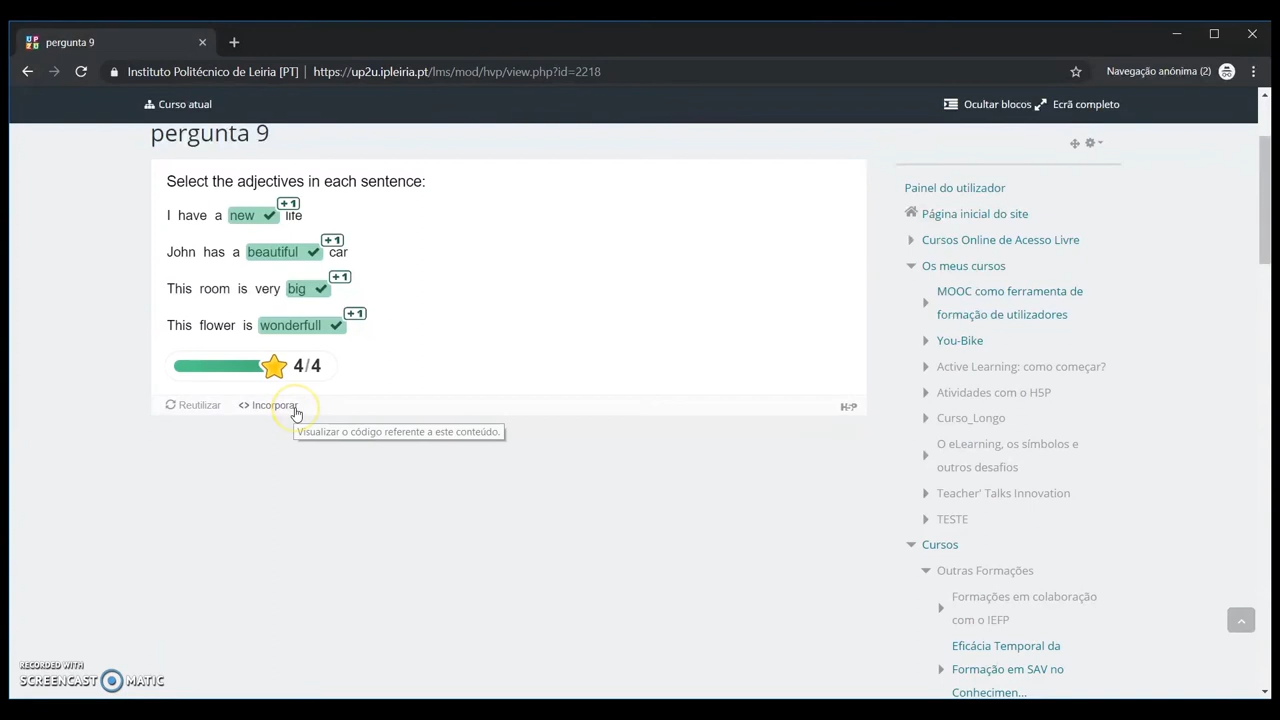 pergunta 9
Instituto Politécnico de Leiria [PT] | https://up2u.ipleiria.pt/lms/mod/hvp/view.php?id=2218
Navegação anónima (2)
Curso atual
Ocultar blocos
Ecrã completo
pergunta 9
Select the adjectives in each sentence:
+1
I have a new life
+1
John has a beautiful car
+1
This room is very big
+1
This flower is wonderfull
4/4
Reutilizar
<> Incorporar
H-P
Visualizar o código referente a este conteúdo.
Painel do utilizador
Página inicial do site
Cursos Online de Acesso Livre
Os meus cursos
MOOC como ferramenta de
formação de utilizadores
You-Bike
Active Learning: como começar?
Atividades com o H5P
Curso_Longo
O eLearning, os símbolos e
outros desafios
Teacher' Talks Innovation
TESTE
Cursos
Outras Formações
Formações em colaboração
com o IEFP
Eficácia Temporal da
Formação em SAV no
Conhecimen...
RECORDED WITH
SCREENCAST MATIC